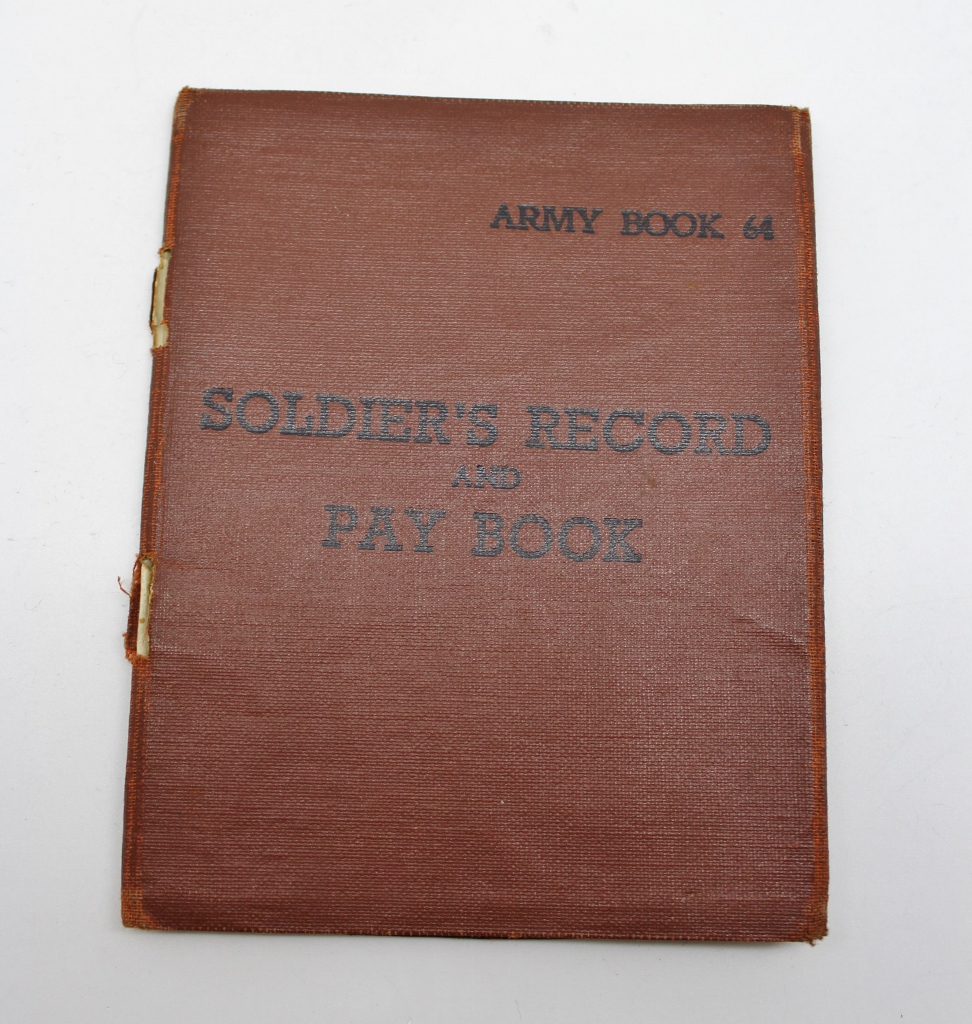 ARMY BOOK 64
SOLDIER'S RECORD
AND
PAY BOOK